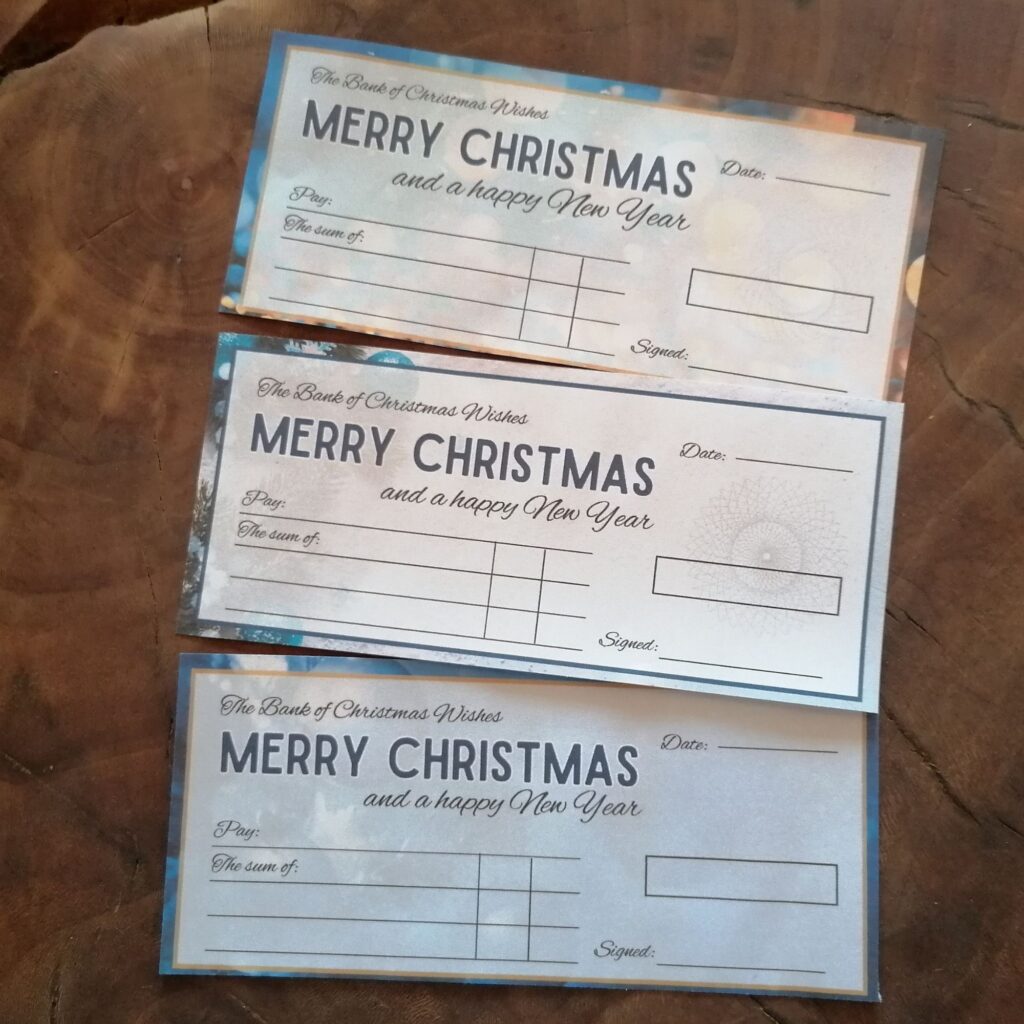 The Bank of Christmas Wishes
MERRY CHRISTMAS
and a happy New Year
Date:
Pay:
The sum of:
Signed:
The Bank of Christmas Wishes
MERRY CHRISTMAS
and a happy New Year
Date:
Pay:
The sum of:
Signed:
The Bank of Christmas Wishes
MERRY CHRISTMAS
and a happy New Year
Date:
Pay:
The sum of:
Signed: